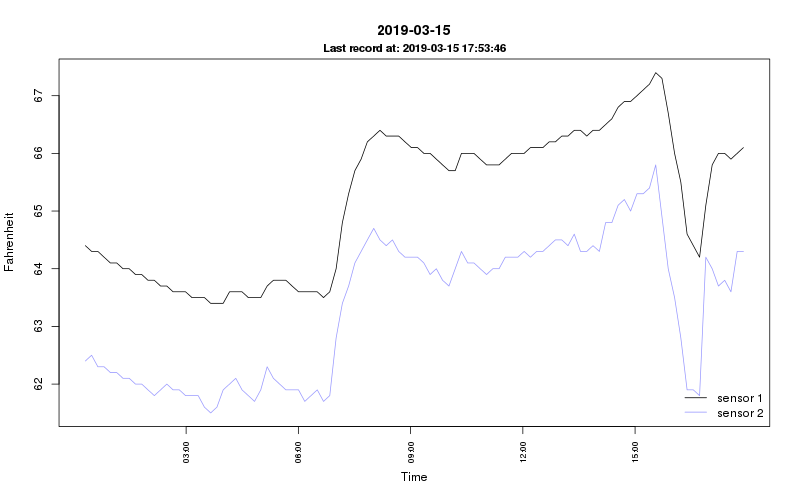 2019-03-15
Last record at: 2019-03-15 17:53:46
Fahrenheit
67
66
65
64
63
62
sensor 1
sensor 2
03:00
06:00
09:00
12:00
15:00
Time